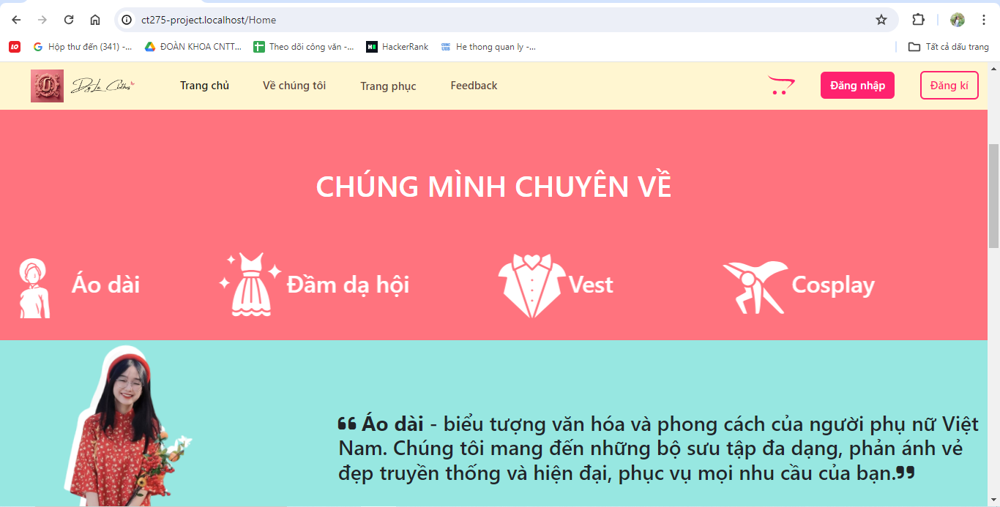 ct275-project.localhost/Home
Hộp thư đến (341) -...
ĐOÀN KHOA CNTT...
Theo dõi công văn -...
HackerRank
He thong quan ly -...
Tất cả dấu trang
Trang chủ
Về chúng tôi
Trang phục
Feedback
Đăng nhập
Đăng kí
CHÚNG MÌNH CHUYÊN VỀ
Áo dài
Đầm dạ hội
Vest
Cosplay
❝ Áo dài - biểu tượng văn hóa và phong cách của người phụ nữ Việt
Nam. Chúng tôi mang đến những bộ sưu tập đa dạng, phản ánh vẻ
đẹp truyền thống và hiện đại, phục vụ mọi nhu cầu của bạn.❞